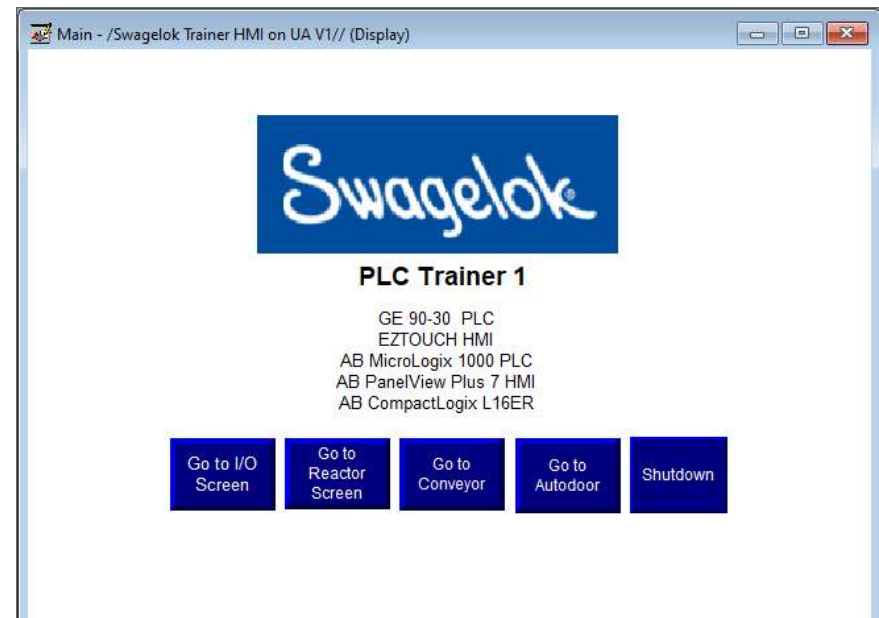 Main - /Swagelok Trainer HMI on UA V1// (Display)
Swagelok®
PLC Trainer 1
GE 90-30 PLC
EZTOUCH HMI
AB MicroLogix 1000 PLC
AB PanelView Plus 7 HMI
AB CompactLogix L16ER
Go to I/O
Screen
Go to
Reactor
Screen
Go to
Conveyor
Go to
Autodoor
Shutdown